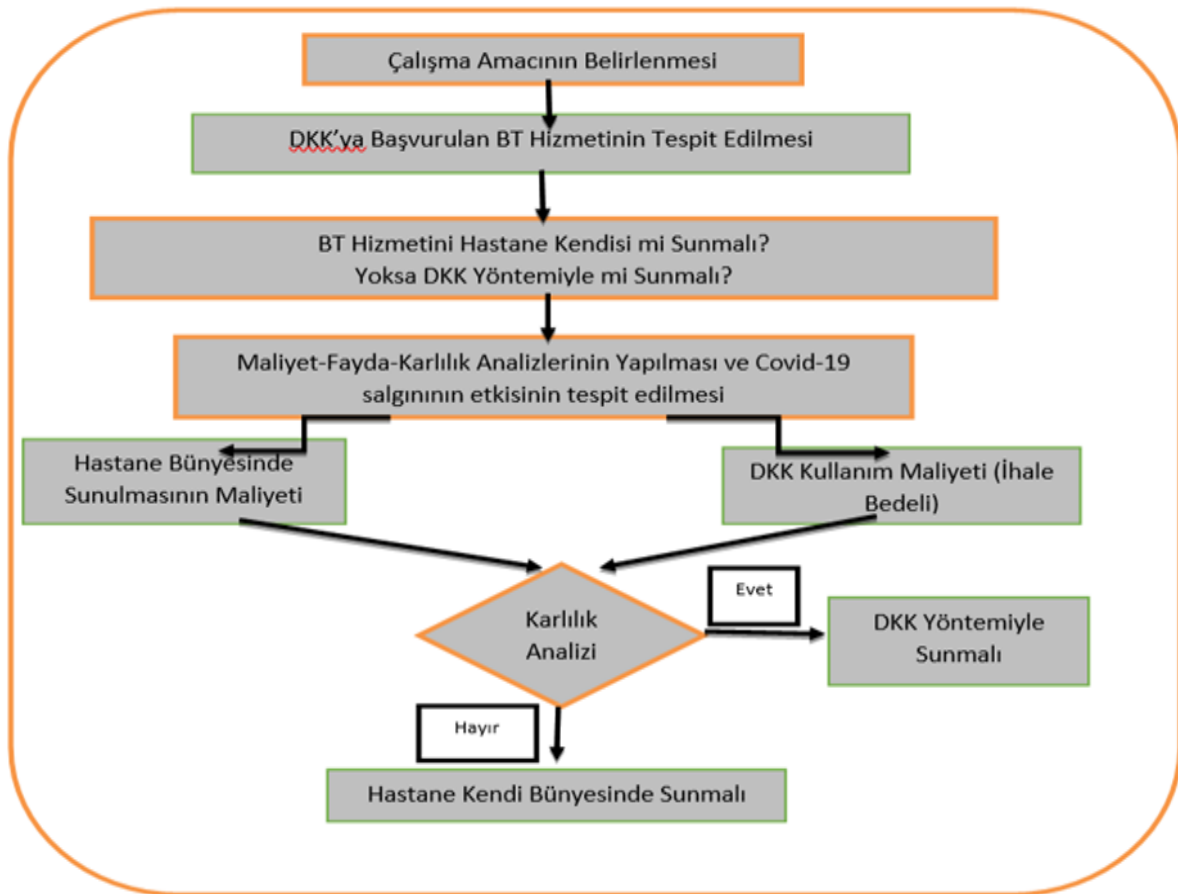 Çalışma Amacının Belirlenmesi
DKK'ya Başvurulan BT Hizmetinin Tespit Edilmesi
BT Hizmetini Hastane Kendisi mi Sunmalı?
Yoksa DKK Yöntemiyle mi Sunmalı?
Maliyet-Fayda-Karlılık Analizlerinin Yapılması ve Covid-19
salgınının etkisinin tespit edilmesi
Hastane Bünyesinde
Sunulmasının Maliyeti
DKK Kullanım Maliyeti (İhale
Bedeli)
Karlılık
Analizi
Evet
DKK Yöntemiyle
Sunmalı
Hayır
Hastane Kendi Bünyesinde Sunmalı